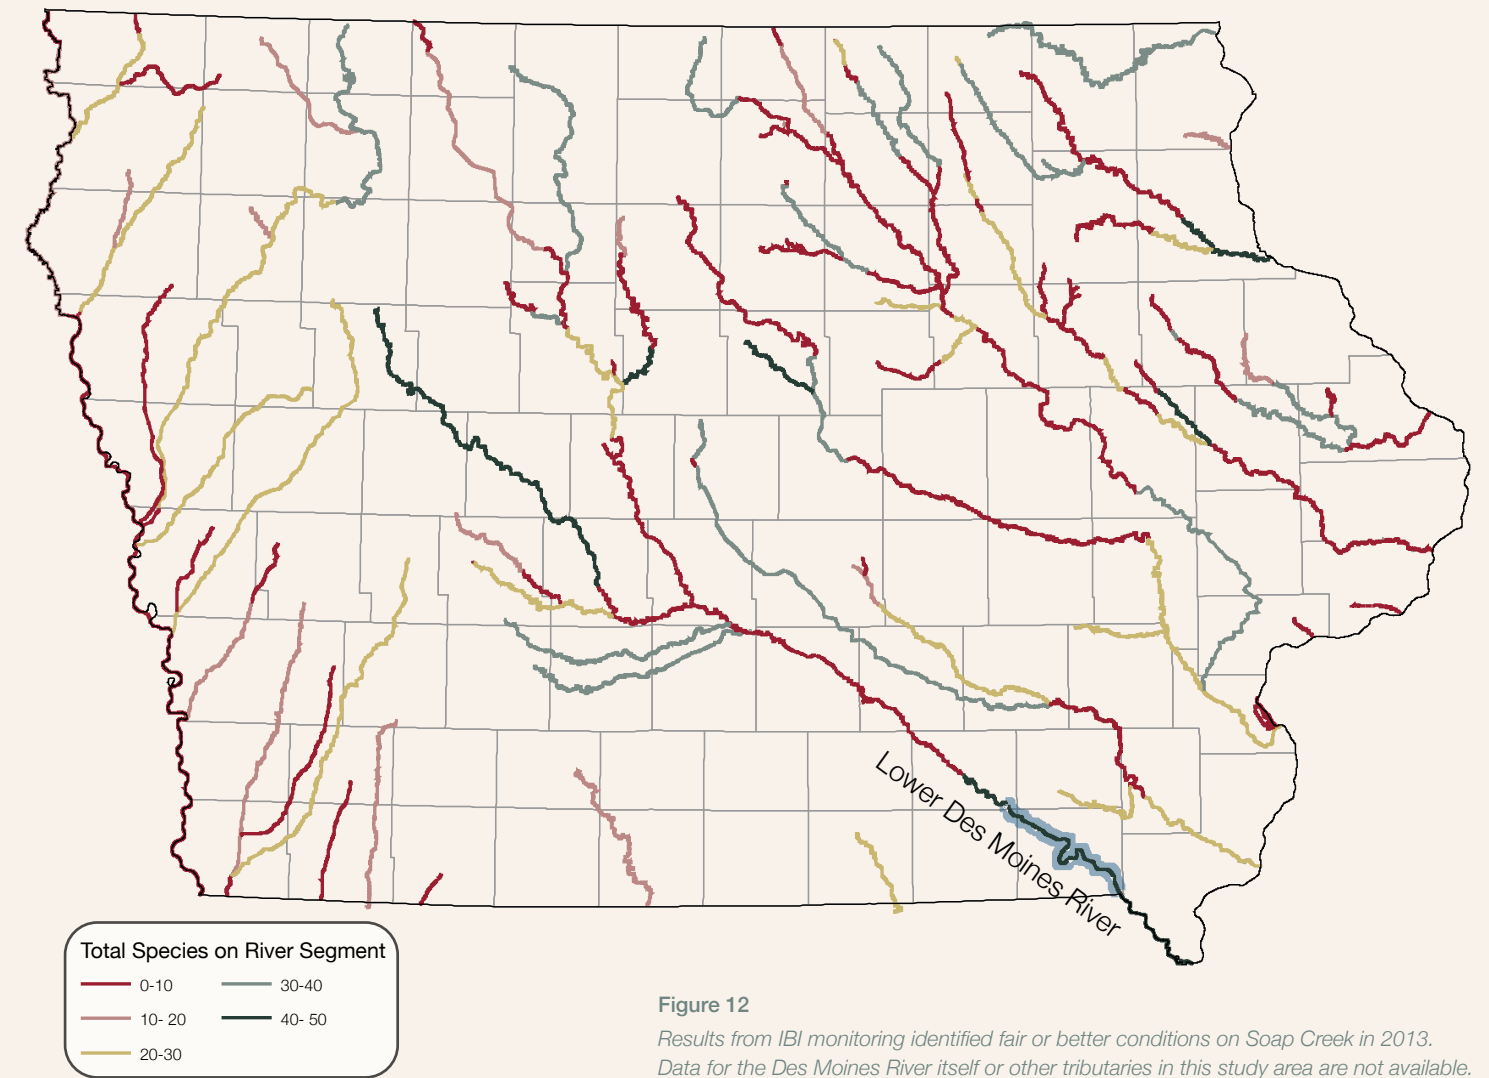 Lower Des Moines River
Total Species on River Segment
0-10
30-40
10- 20
40- 50
20-30
Figure 12
Results from IBI monitoring identified fair or better conditions on Soap Creek in 2013.
Data for the Des Moines River itself or other tributaries in this study area are not available.